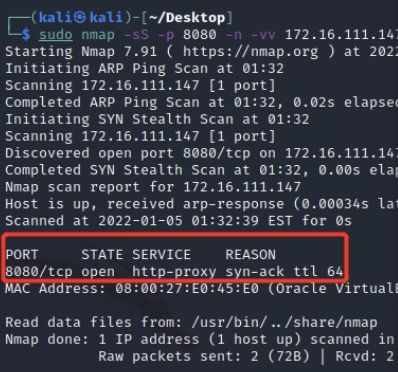 ┌──(kali㉿kali)-[~/Desktop]
└─$ sudo nmap -sS -p 8080 -n -vv 172.16.111.147
Starting Nmap 7.91 ( https://nmap.org ) at 2022
Initiating ARP Ping Scan at 01:32
Scanning 172.16.111.147 [1 port]
Completed ARP Ping Scan at 01:32, 0.02s elapsed
Initiating SYN Stealth Scan at 01:32
Scanning 172.16.111.147 [1 port]
Discovered open port 8080/tcp on 172.16.111.147
Completed SYN Stealth Scan at 01:32, 0.00s elap
Nmap scan report for 172.16.111.147
Host is up, received arp-response (0.00034s lat
Scanned at 2022-01-05 01:32:39 EST for 0s
PORT STATE SERVICE REASON
8080/tcp open http-proxy syn-ack ttl 64
MAC Address: 08:00:27:E0:45:E0 (Oracle Virtual
Read data files from: /usr/bin/../share/nmap
Nmap done: 1 IP address (1 host up) scanned in
Raw packets sent: 2 (72B) | Rcvd: 2